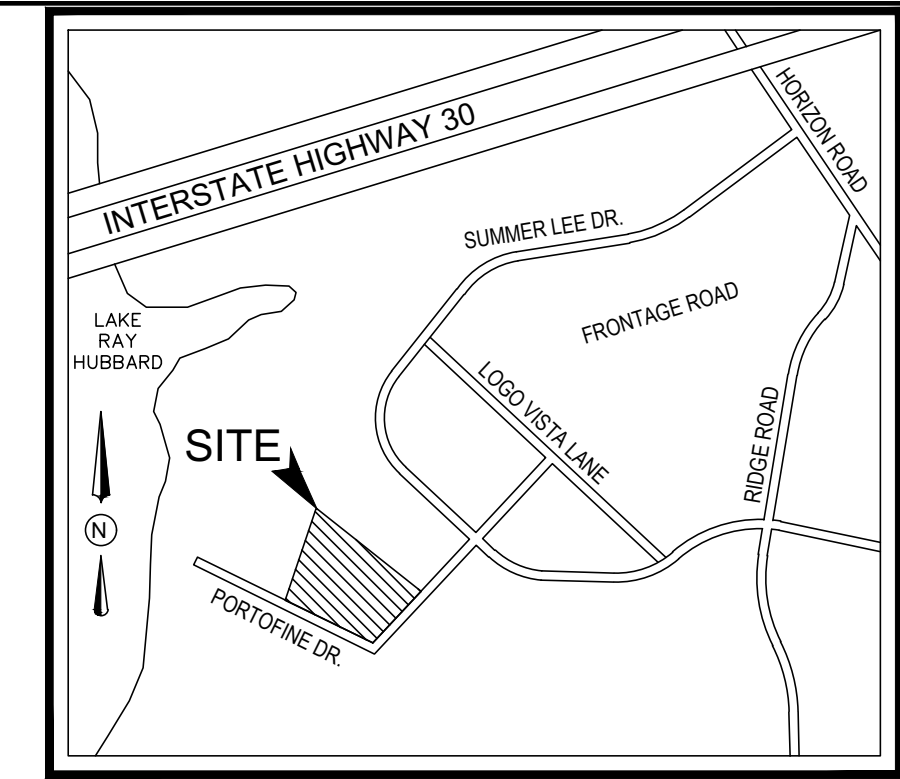 INTERSTATE HIGHWAY 30
HORIZON ROAD
SUMMER LEE DR.
FRONTAGE ROAD
LAKE
RAY
HUBBARD
LOGO VISTA LANE
RIDGE ROAD
SITE
N
PORTOFINE DR.